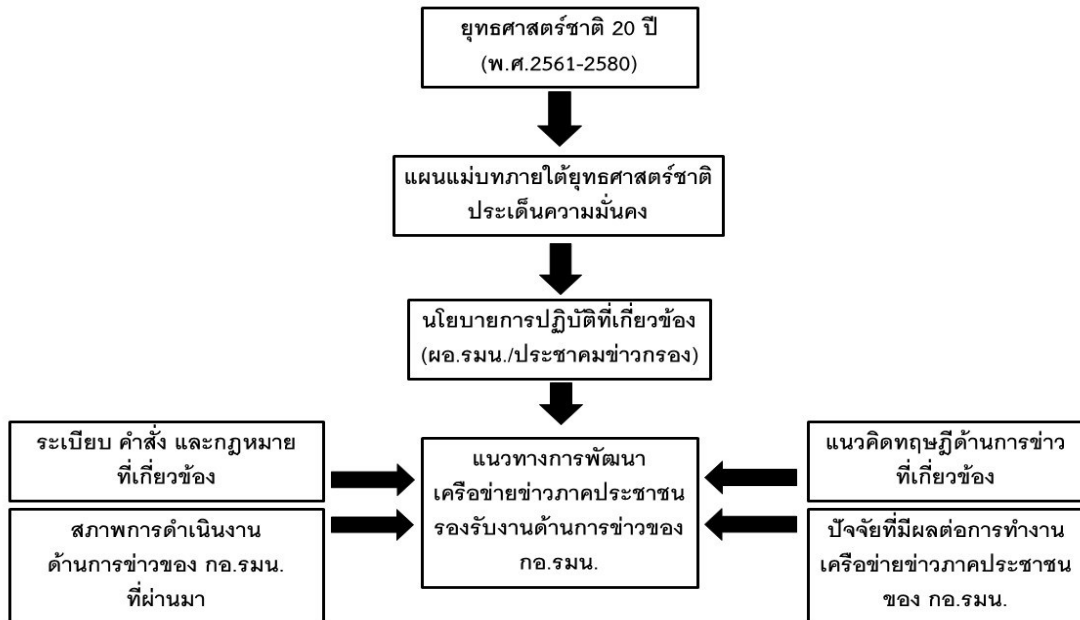 ยุทธศาสตร์ชาติ 20 ปี
(พ.ศ.2561-2580)
แผนแม่บทภายใต้ยุทธศาสตร์ชาติ
ประเด็นความมั่นคง
นโยบายการปฏิบัติที่เกี่ยวข้อง
(ผอ.รมน./ประชาคมข่าวกรอง)
ระเบียบ คำสั่ง และกฎหมาย
ที่เกี่ยวข้อง
สภาพการดำเนินงาน
ด้านการข่าวของ กอ.รมน.
ที่ผ่านมา
แนวทางการพัฒนา
เครือข่ายข่าวภาคประชาชน
รองรับงานด้านการข่าวของ
กอ.รมน.
แนวคิดทฤษฎีด้านการข่าว
ที่เกี่ยวข้อง
ปัจจัยที่มีผลต่อการทำงาน
เครือข่ายข่าวภาคประชาชน
ของ กอ.รมน.